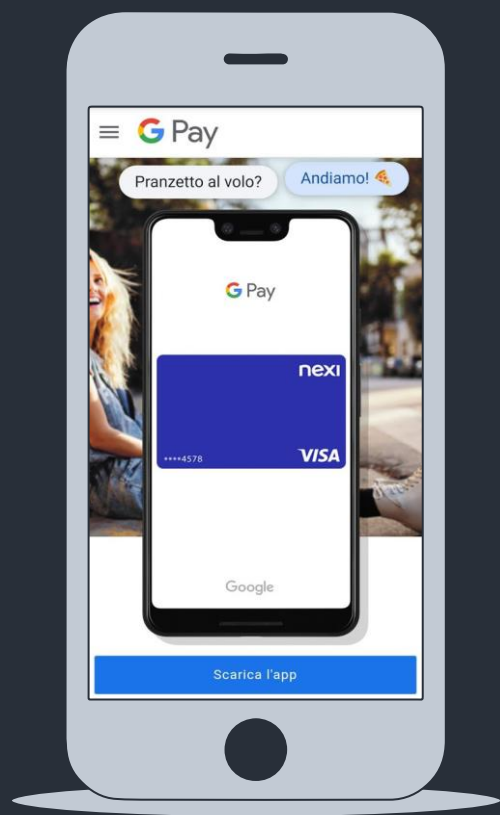 G Pay
Pranzetto al volo?
Andiamo!
G Pay
nexi
****4578
VISA
Google
Scarica l'app